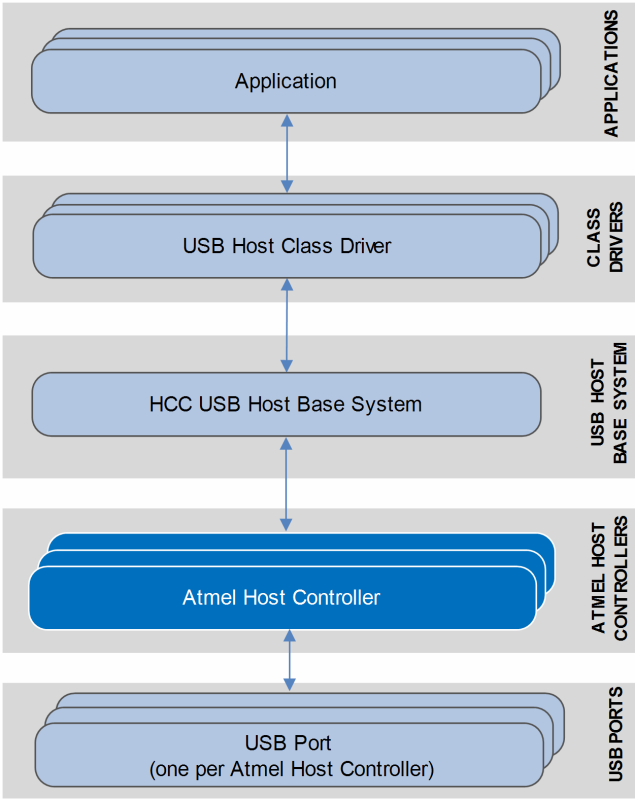 Application
APPLICATIONS
USB Host Class Driver
CLASS
DRIVERS
HCC USB Host Base System
USB HOST
BASE SYSTEM
Atmel Host Controller
ATMEL HOST
CONTROLLERS
USB Port
(one per Atmel Host Controller)
USB PORTS